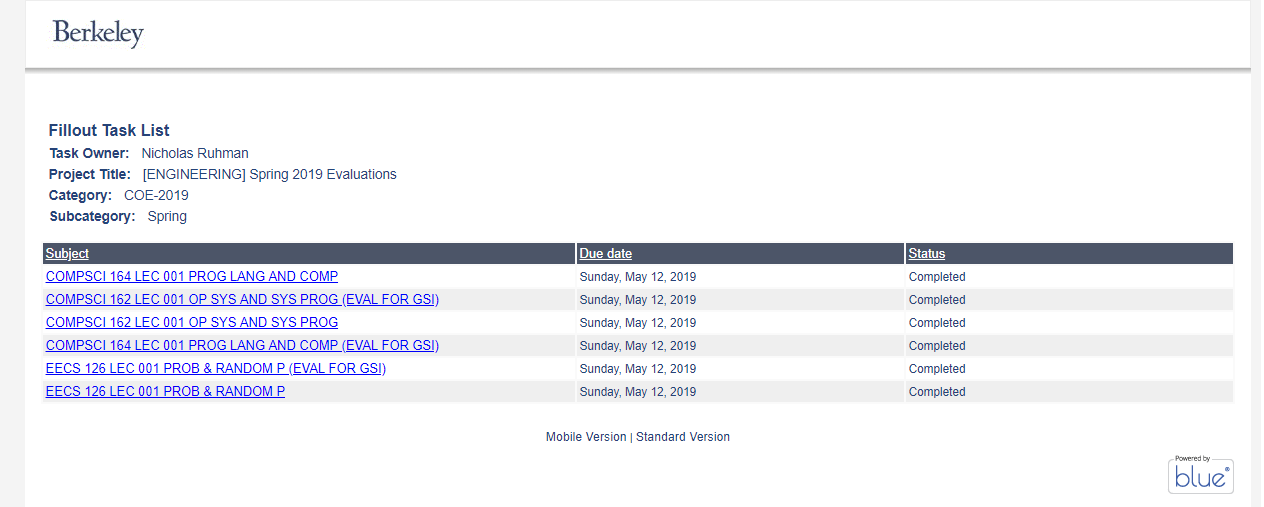 Berkeley
Fillout Task List
Task Owner: Nicholas Ruhman
Project Title: [ENGINEERING] Spring 2019 Evaluations
Category: COE-2019
Subcategory: Spring
Subject Due date Status
COMPSCI 164 LEC 001 PROG LANG AND COMP Sunday, May 12, 2019 Completed
COMPSCI 162 LEC 001 OP SYS AND SYS PROG (EVAL FOR GSI) Sunday, May 12, 2019 Completed
COMPSCI 162 LEC 001 OP SYS AND SYS PROG Sunday, May 12, 2019 Completed
COMPSCI 164 LEC 001 PROG LANG AND COMP (EVAL FOR GSI) Sunday, May 12, 2019 Completed
EECS 126 LEC 001 PROB & RANDOM P (EVAL FOR GSI) Sunday, May 12, 2019 Completed
EECS 126 LEC 001 PROB & RANDOM P Sunday, May 12, 2019 Completed
Mobile Version | Standard Version
Powered by
blue®